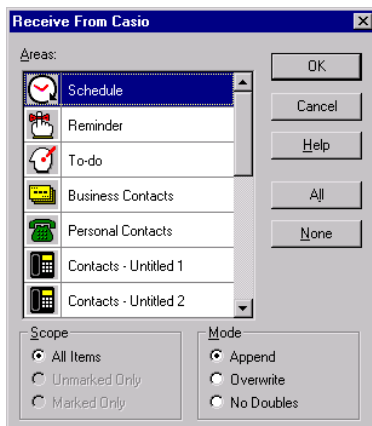 Receive From Casio
Areas:
Schedule
Reminder
To-do
Business Contacts
Personal Contacts
Contacts - Untitled 1
Contacts - Untitled 2
OK
Cancel
Help
All
None
Scope
All Items
Unmarked Only
Marked Only
Mode
Append
Overwrite
No Doubles